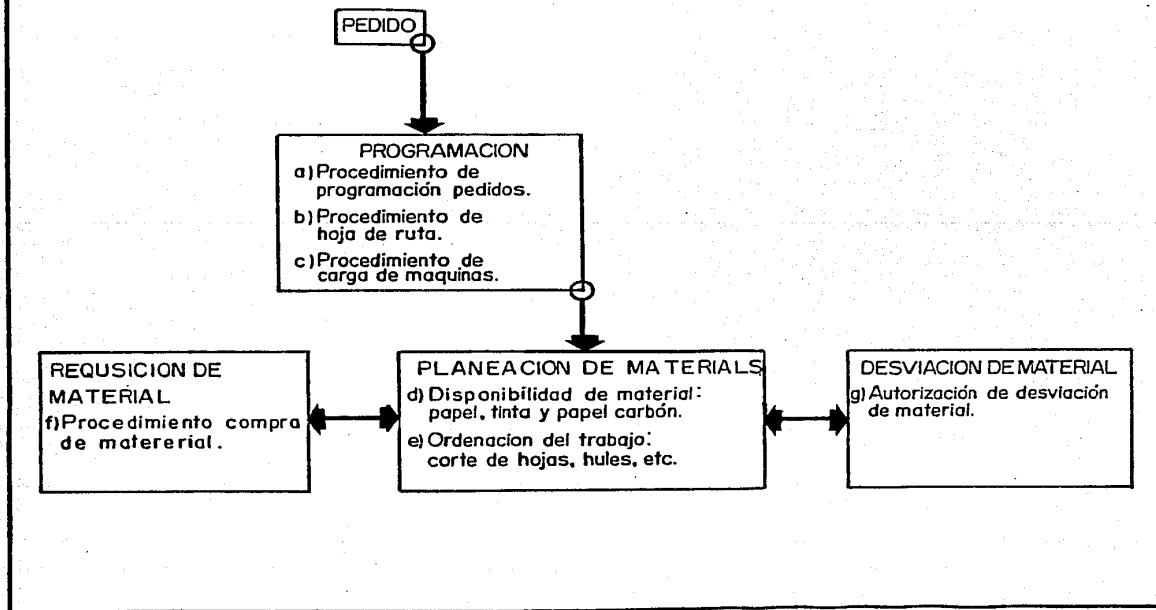 PEDIDO
PROGRAMACION
a) Procedimiento de
programación pedidos.
b) Procedimiento de
hoja de ruta.
c) Procedimiento de
carga de maquinas.
REQUSICION DE
MATERIAL
f) Procedimiento compra
de matererial.
PLANEACION DE MATERIALS
d) Disponibilidad de material:
papel, tinta y papel carbón.
e) Ordenacion del trabajo:
corte de hojas, hules, etc.
DESVIACION DE MATERIAL
g) Autorización de desviación
de material.